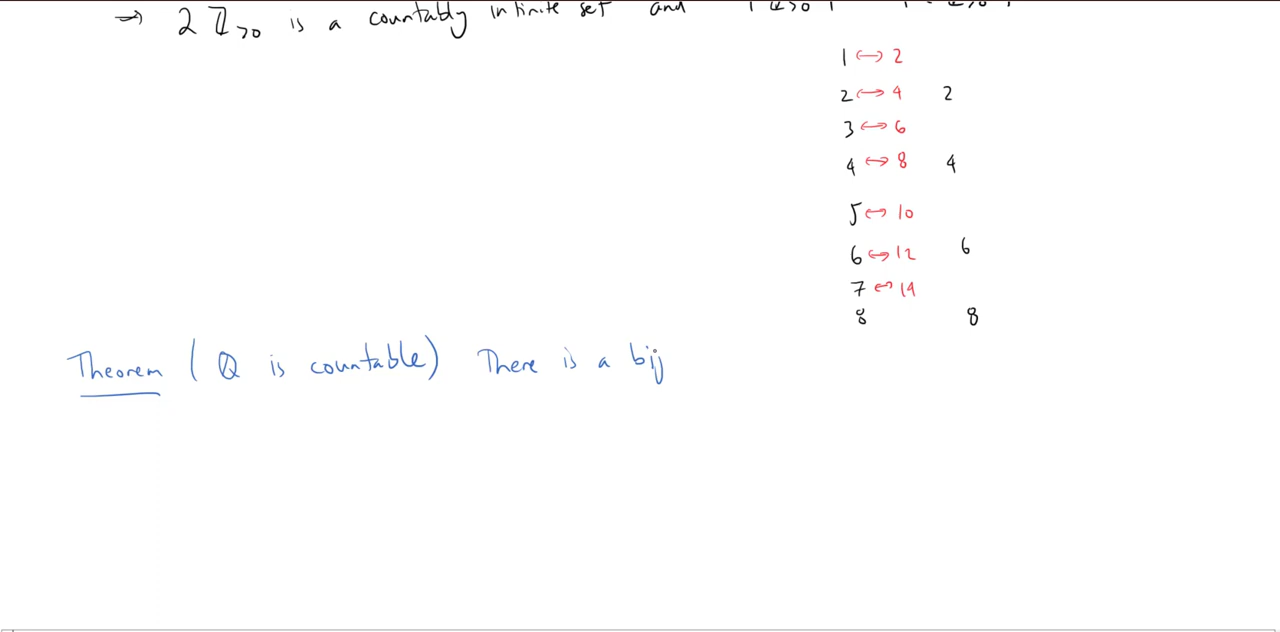 ⇒ 2ℤ>0 is a countably infinite set and
1 ↔ 2
2 ↔ 4 2
3 ↔ 6
4 ↔ 8 4
5 ↔ 10
6 ↔ 12 6
7 ↔ 14
8 8
Theorem (ℚ is countable) There is a bij